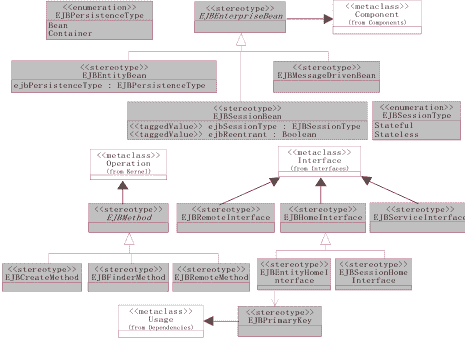 <<enumeration>>
EJBPersistenceType
Bean
Container
<<stereotype>>
EJBEnterpriseBean
<<metaclass>>
Component
(from Components)
<<stereotype>>
EJBEntityBean
ejbPersistenceType : EJBPersistenceType
<<stereotype>>
EJBMessageDrivenBean
<<stereotype>>
EJBSessionBean
<<taggedValue>> ejbSessionType : EJBSessionType
<<taggedValue>> ejbReentrant : Boolean
<<enumeration>>
EJBSessionType
Stateful
Stateless
<<metaclass>>
Operation
(from Kernel)
<<metaclass>>
Interface
(from Interfaces)
<<stereotype>>
EJBMethod
<<stereotype>>
EJBRemoteInterface
<<stereotype>>
EJBHomeInterface
<<stereotype>>
EJBServiceInterface
<<stereotype>>
EJBCreateMethod
<<stereotype>>
EJBFinderMethod
<<stereotype>>
EJBRemoteMethod
<<stereotype>>
EJBEntityHomeI
nterface
<<stereotype>>
EJBSessionHome
Interface
<<metaclass>>
Usage
(from Dependencies)
<<stereotype>>
EJBPrimaryKey